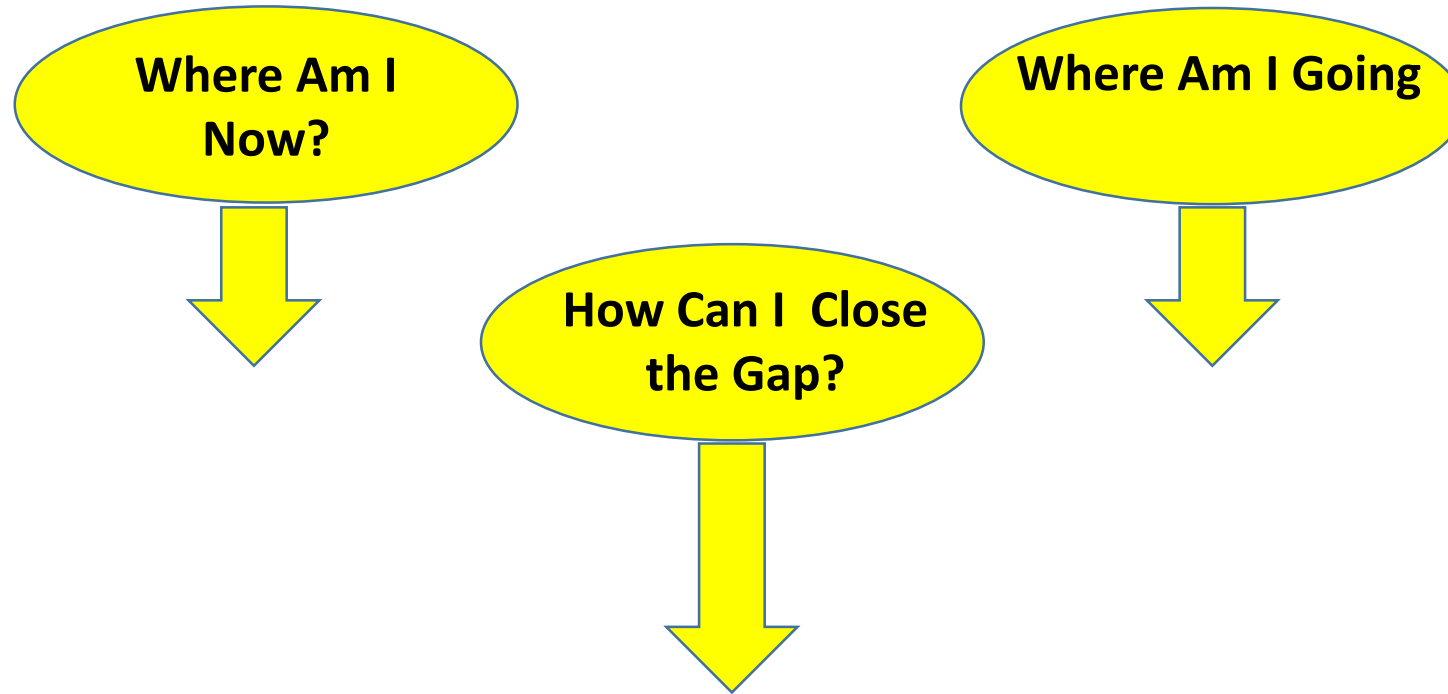 Where Am I
Now?
Where Am I Going
How Can I  Close
the Gap?